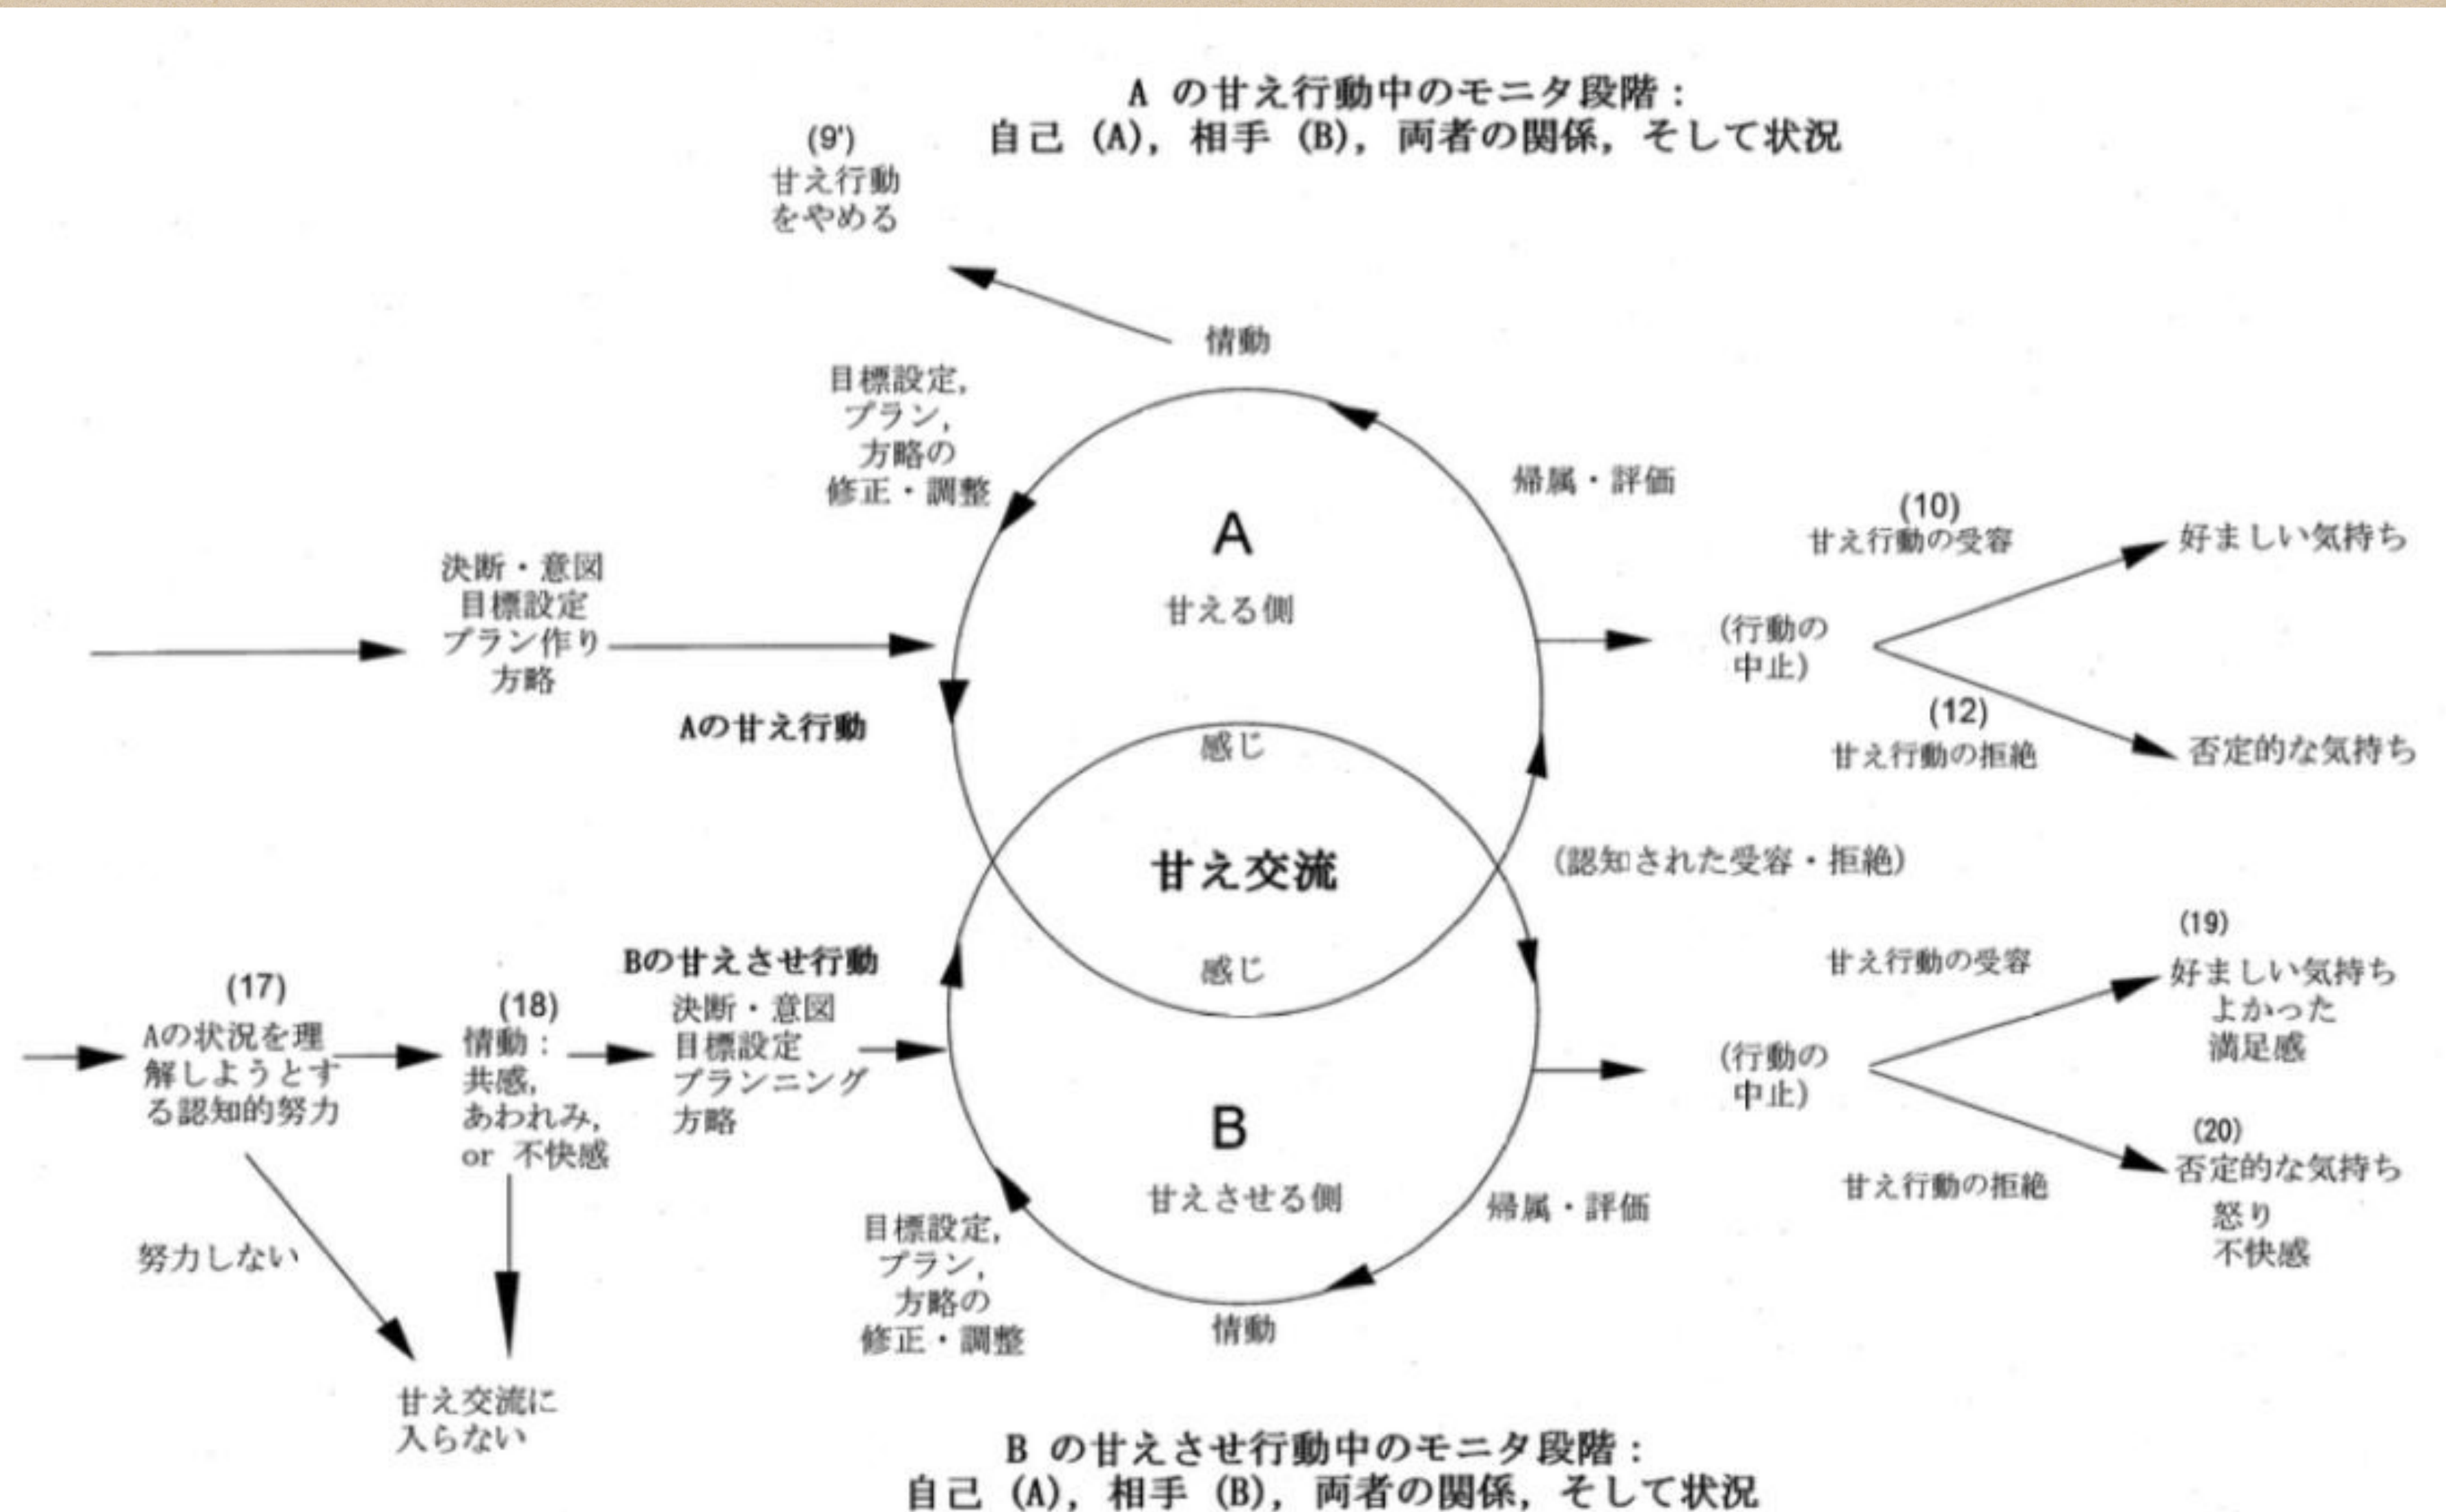 A の甘え行動中のモニタ段階：
自己 (A), 相手 (B), 両者の関係, そして状況
(9')
甘え行動
をやめる
情動
目標設定,
プラン,
方略の
修正・調整
帰属・評価
A
甘える側
(10)
甘え行動の受容
好ましい気持ち
決断・意図
目標設定
プラン作り
方略
(行動の
中止)
Aの甘え行動
(12)
甘え行動の拒絶
否定的な気持ち
感じ
甘え交流
(認知された受容・拒絶)
感じ
(17)
Aの状況を理
解しようとす
る認知的努力
(18)
情動：
共感,
あわれみ,
or 不快感
Bの甘えさせ行動
決断・意図
目標設定
プランニング
方略
(19)
甘え行動の受容
好ましい気持ち
よかった
満足感
(行動の
中止)
B
甘えさせる側
(20)
甘え行動の拒絶
否定的な気持ち
怒り
不快感
帰属・評価
努力しない
目標設定,
プラン,
方略の
修正・調整
情動
甘え交流に
入らない
B の甘えさせ行動中のモニタ段階：
自己 (A), 相手 (B), 両者の関係, そして状況